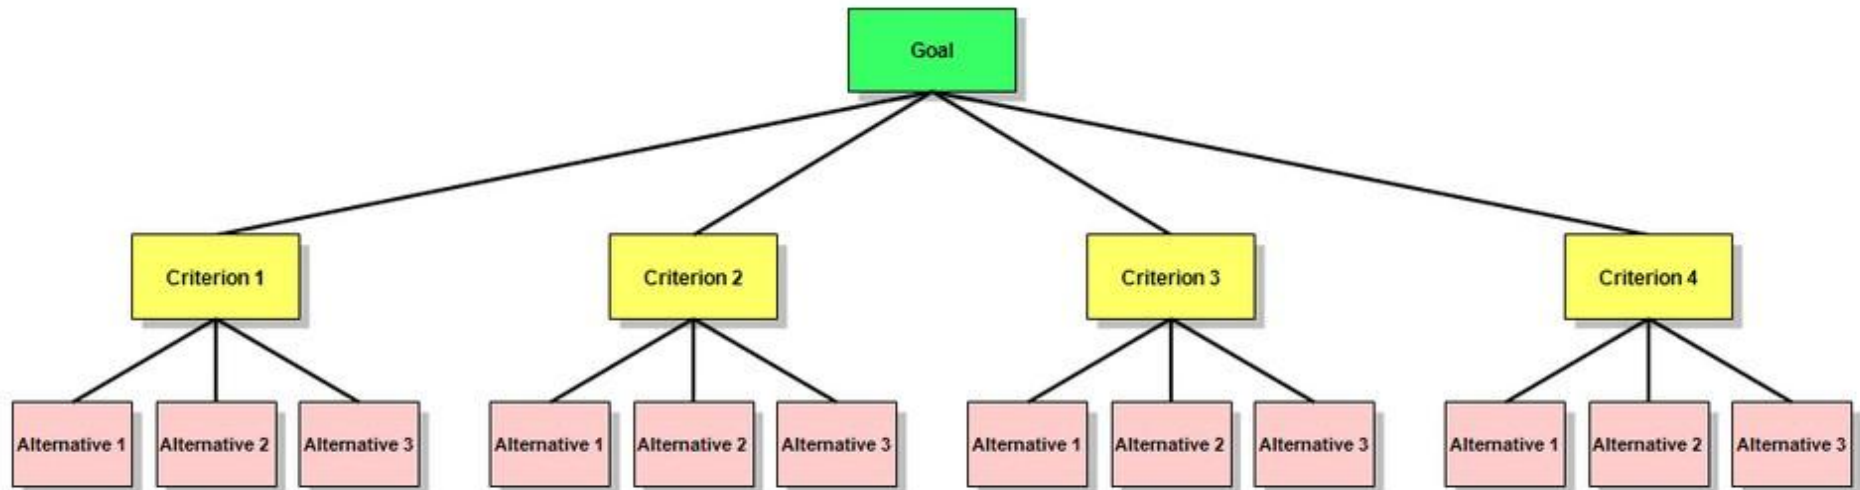 Goal
Criterion 1
Criterion 2
Criterion 3
Criterion 4
Alternative 1
Alternative 2
Alternative 3
Alternative 1
Alternative 2
Alternative 3
Alternative 1
Alternative 2
Alternative 3
Alternative 1
Alternative 2
Alternative 3